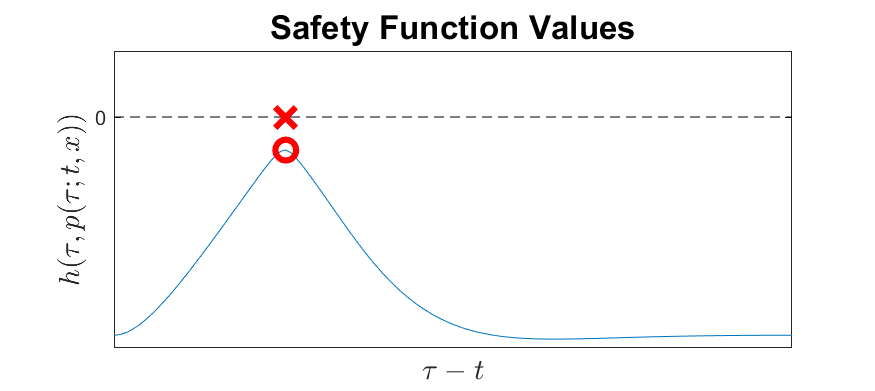 Safety Function Values
0
h(τ, p(τ; t, x))
τ − t